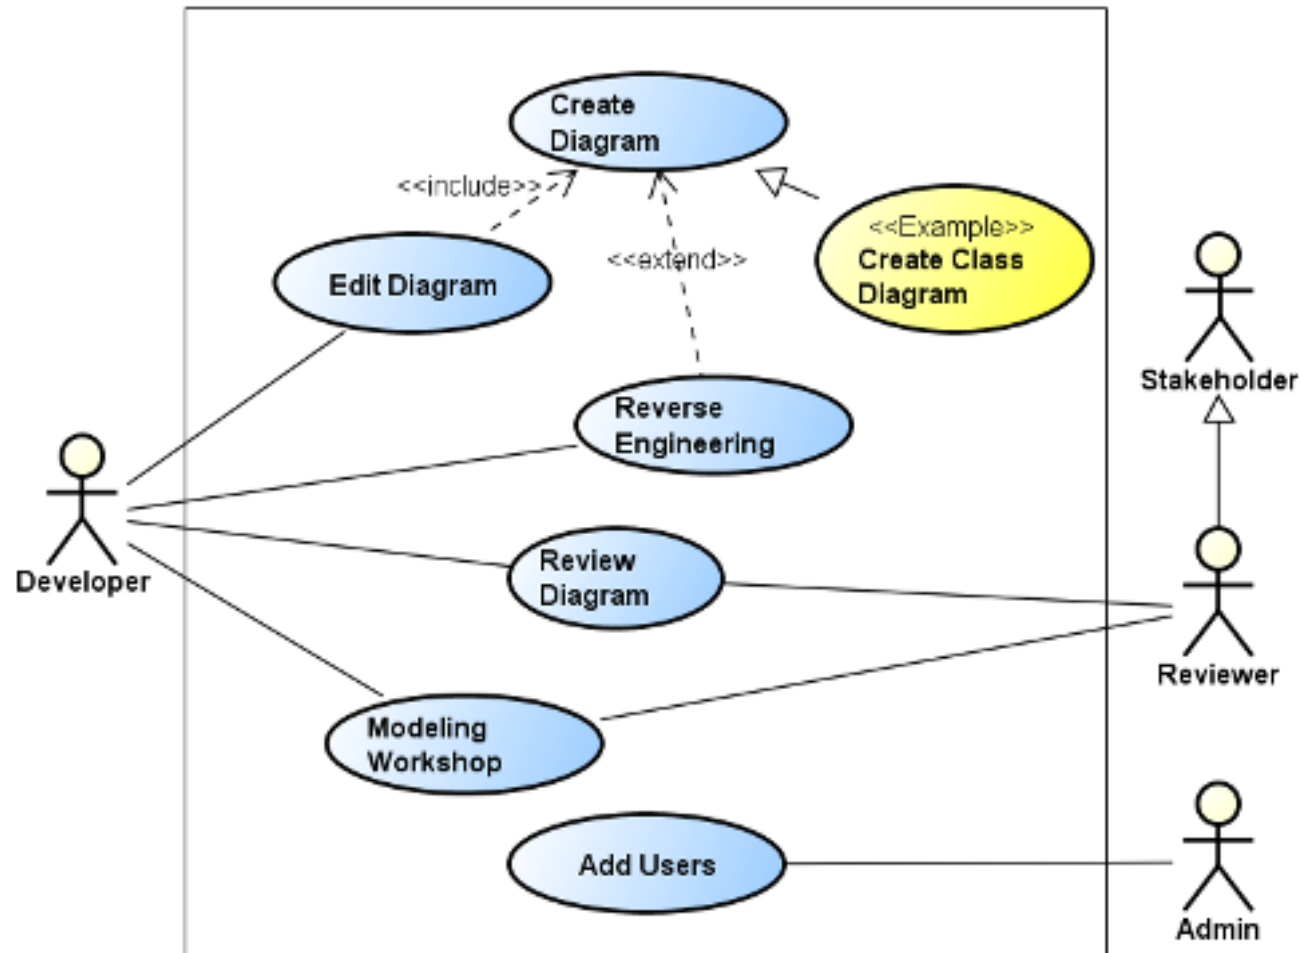 Create
Diagram
<<include>>
<<Example>>
Create Class
Diagram
<<extend>>
Edit Diagram
Stakeholder
Reverse
Engineering
Developer
Review
Diagram
Reviewer
Modeling
Workshop
Add Users
Admin